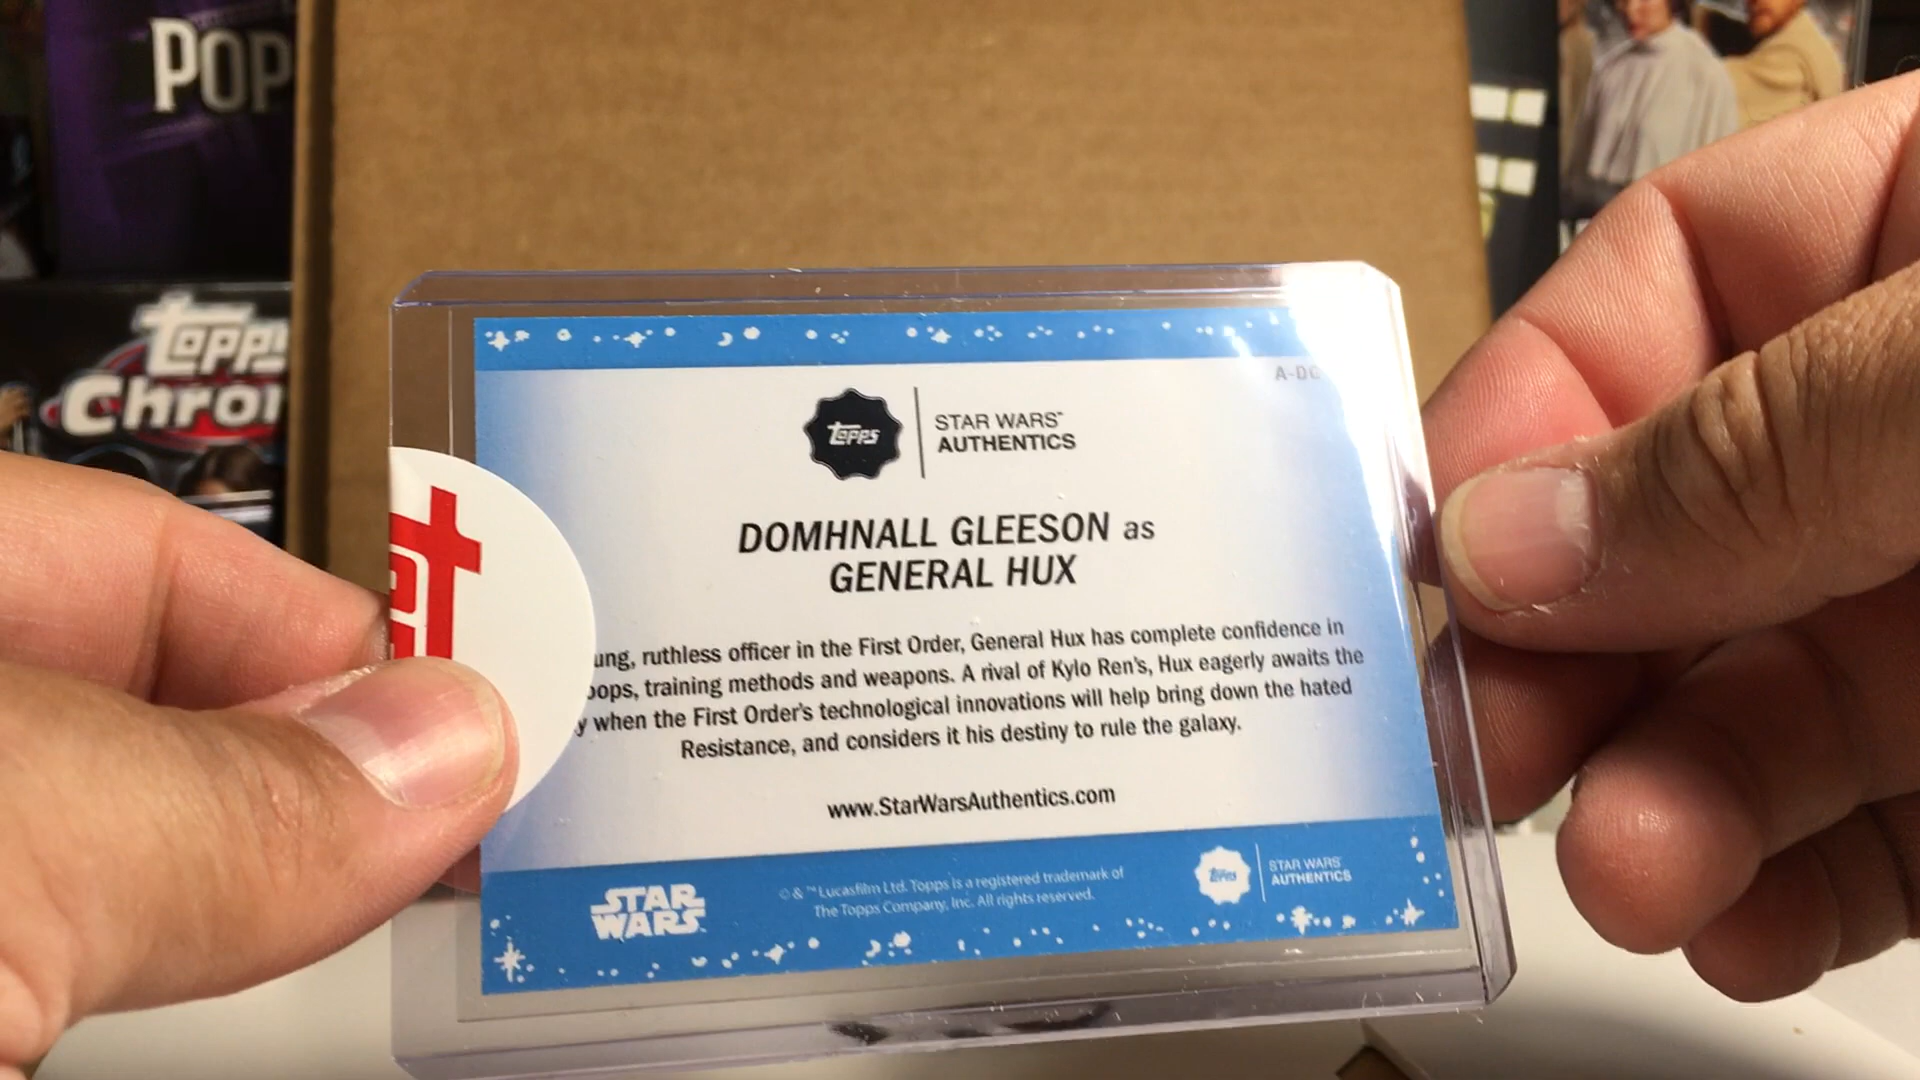 POP
Topps
Chro
A-DG
Topps
STAR WARS™
AUTHENTICS
DOMHNALL GLEESON as
GENERAL HUX
ung, ruthless officer in the First Order, General Hux has complete confidence in
oops, training methods and weapons. A rival of Kylo Ren's, Hux eagerly awaits the
y when the First Order's technological innovations will help bring down the hated
Resistance, and considers it his destiny to rule the galaxy.
www.StarWarsAuthentics.com
STAR
WARS
© & ™ Lucasfilm Ltd. Topps is a registered trademark of
The Topps Company, Inc. All rights reserved.
Topps
STAR WARS
AUTHENTICS